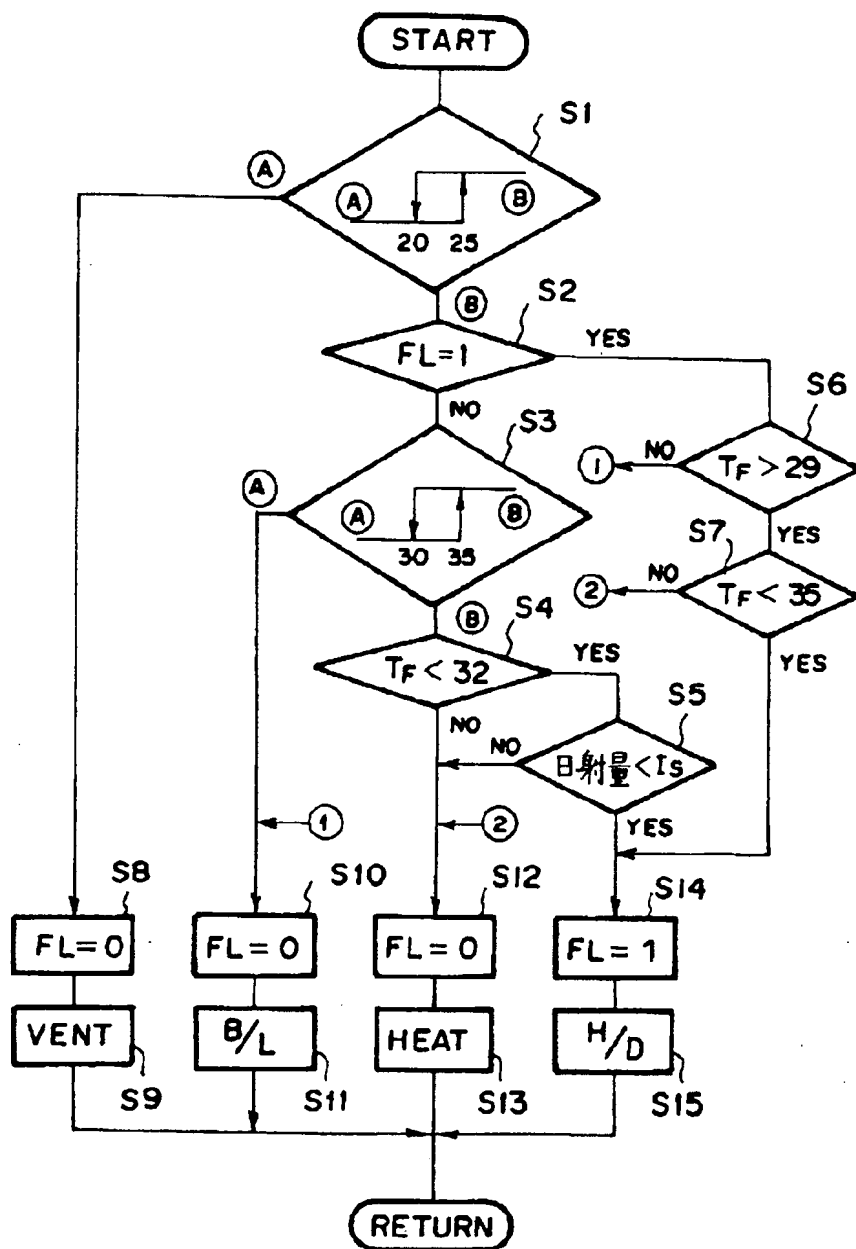 START
S1
Ⓐ
Ⓐ Ⓑ
20 25
Ⓑ
S2
FL=1
YES
NO
S6
T_F>29
NO
①
YES
S3
Ⓐ
Ⓐ Ⓑ
30 35
Ⓑ
S7
T_F<35
NO
②
YES
S4
T_F<32
YES
NO
S5
日射量<Is
NO
YES
①
②
S8
FL=0
S10
FL=0
S12
FL=0
S14
FL=1
VENT
S9
B/L
S11
HEAT
S13
H/D
S15
RETURN